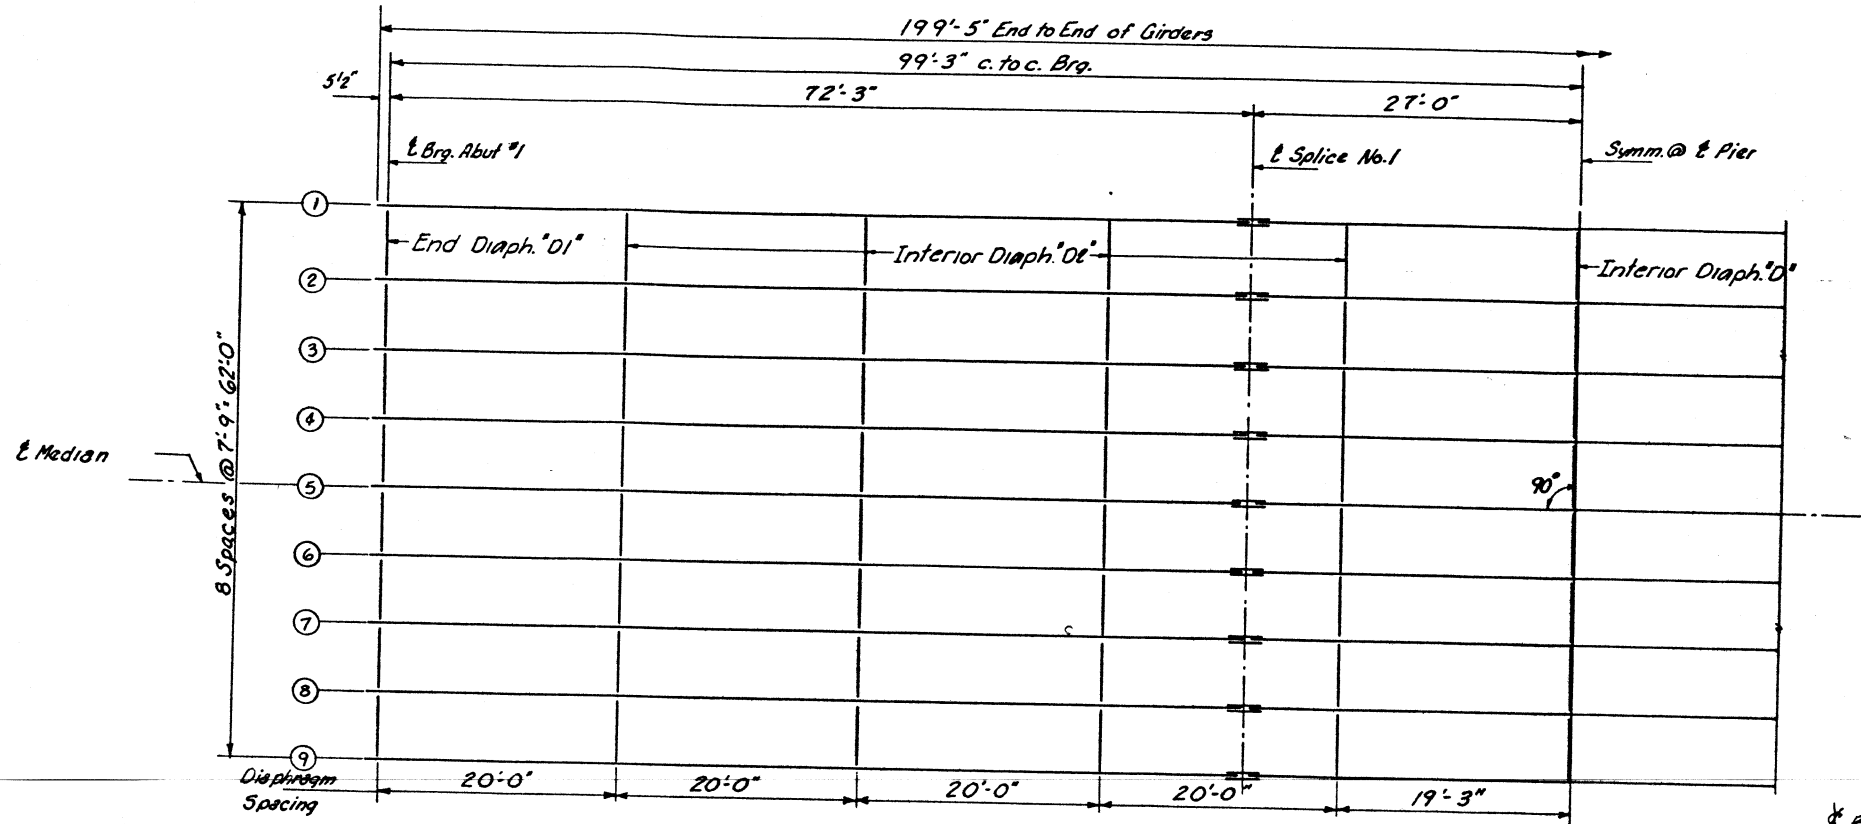 199'-5" End to End of Girders
99'-3" c. to c. Brg.
5½"
72'-3"
27'-0"
℄ Brg. Abut #1
℄ Splice No. 1
Symm. @ ℄ Pier
1
End Diaph. "D1"
Interior Diaph.
Interior Diaph. "D"
2
3
4
8 Spaces @ 7'-9" = 62'-0"
℄ Median
5
90°
6
7
8
9
Diaphragm
Spacing
20'-0"
20'-0"
20'-0"
20'-0"
19'-3"